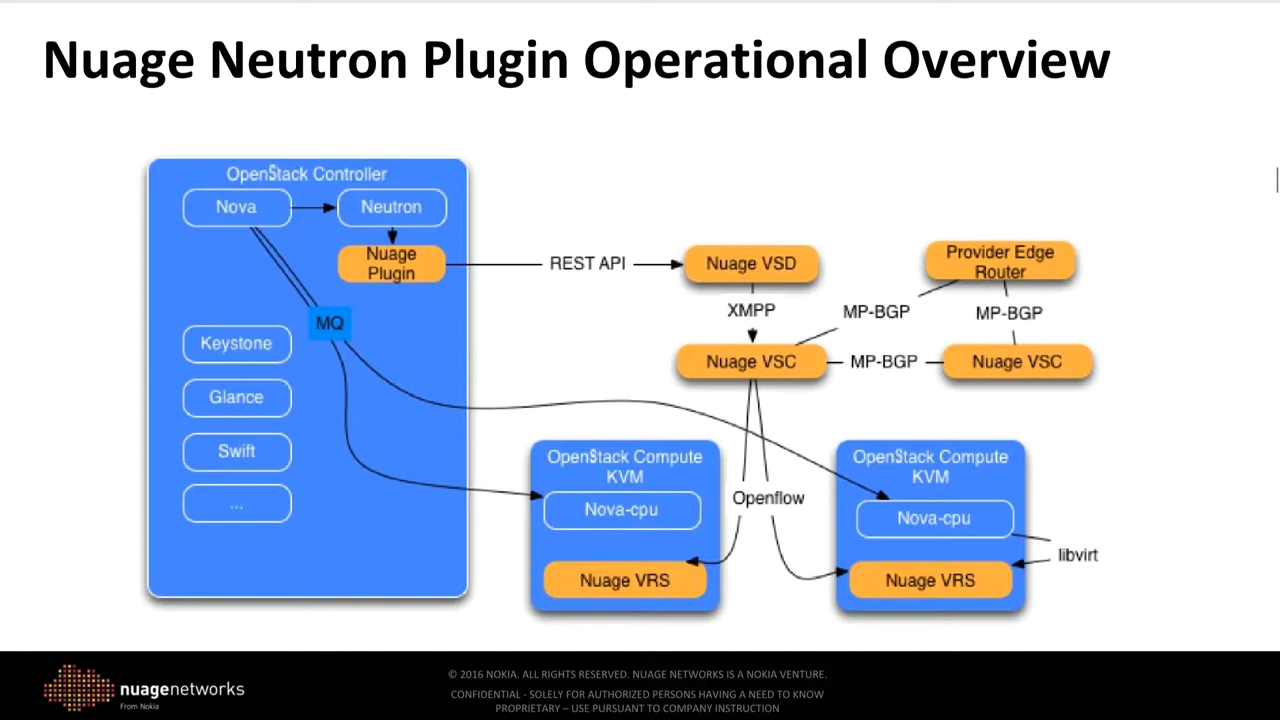 Nuage Neutron Plugin Operational Overview
OpenStack Controller
Nova
Neutron
Nuage
Plugin
REST API
Nuage VSD
Provider Edge
Router
XMPP
MP-BGP
MP-BGP
MQ
Keystone
Nuage VSC
MP-BGP
Nuage VSC
Glance
Swift
...
OpenStack Compute
KVM
Nova-cpu
Nuage VRS
Openflow
OpenStack Compute
KVM
Nova-cpu
Nuage VRS
libvirt
nuagenetworks
From Nokia
© 2016 NOKIA. ALL RIGHTS RESERVED. NUAGE NETWORKS IS A NOKIA VENTURE.
CONFIDENTIAL - SOLELY FOR AUTHORIZED PERSONS HAVING A NEED TO KNOW
PROPRIETARY – USE PURSUANT TO COMPANY INSTRUCTION